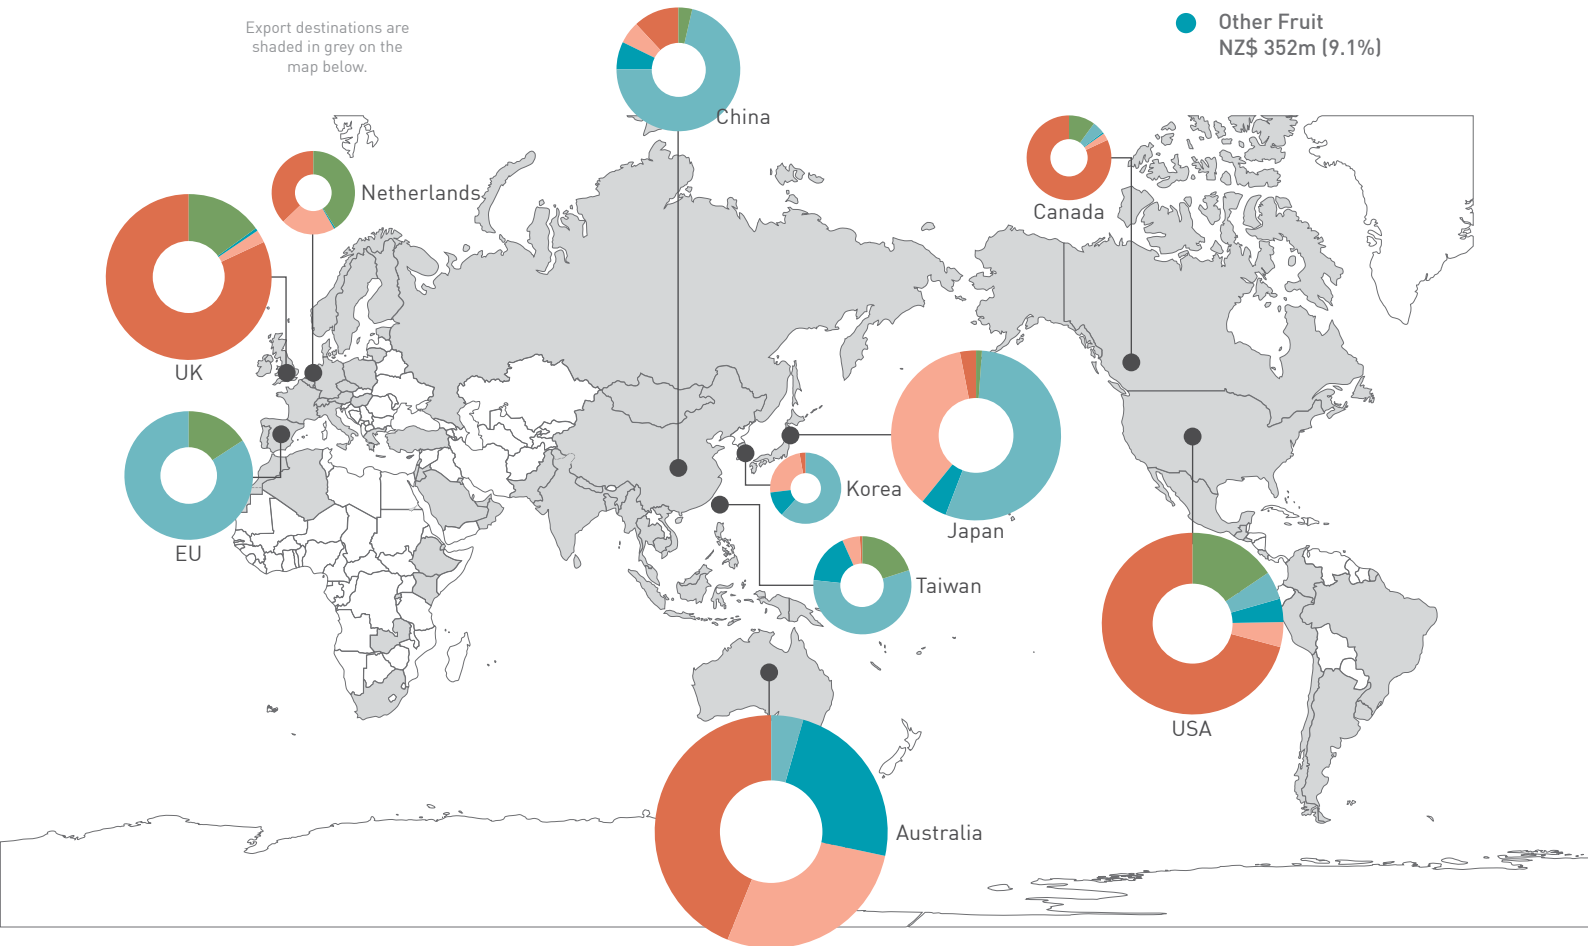 Export destinations are
shaded in grey on the
map below.
Other Fruit
NZ$ 352m (9.1%)
China
Netherlands
Canada
UK
Korea
Japan
EU
Taiwan
USA
Australia